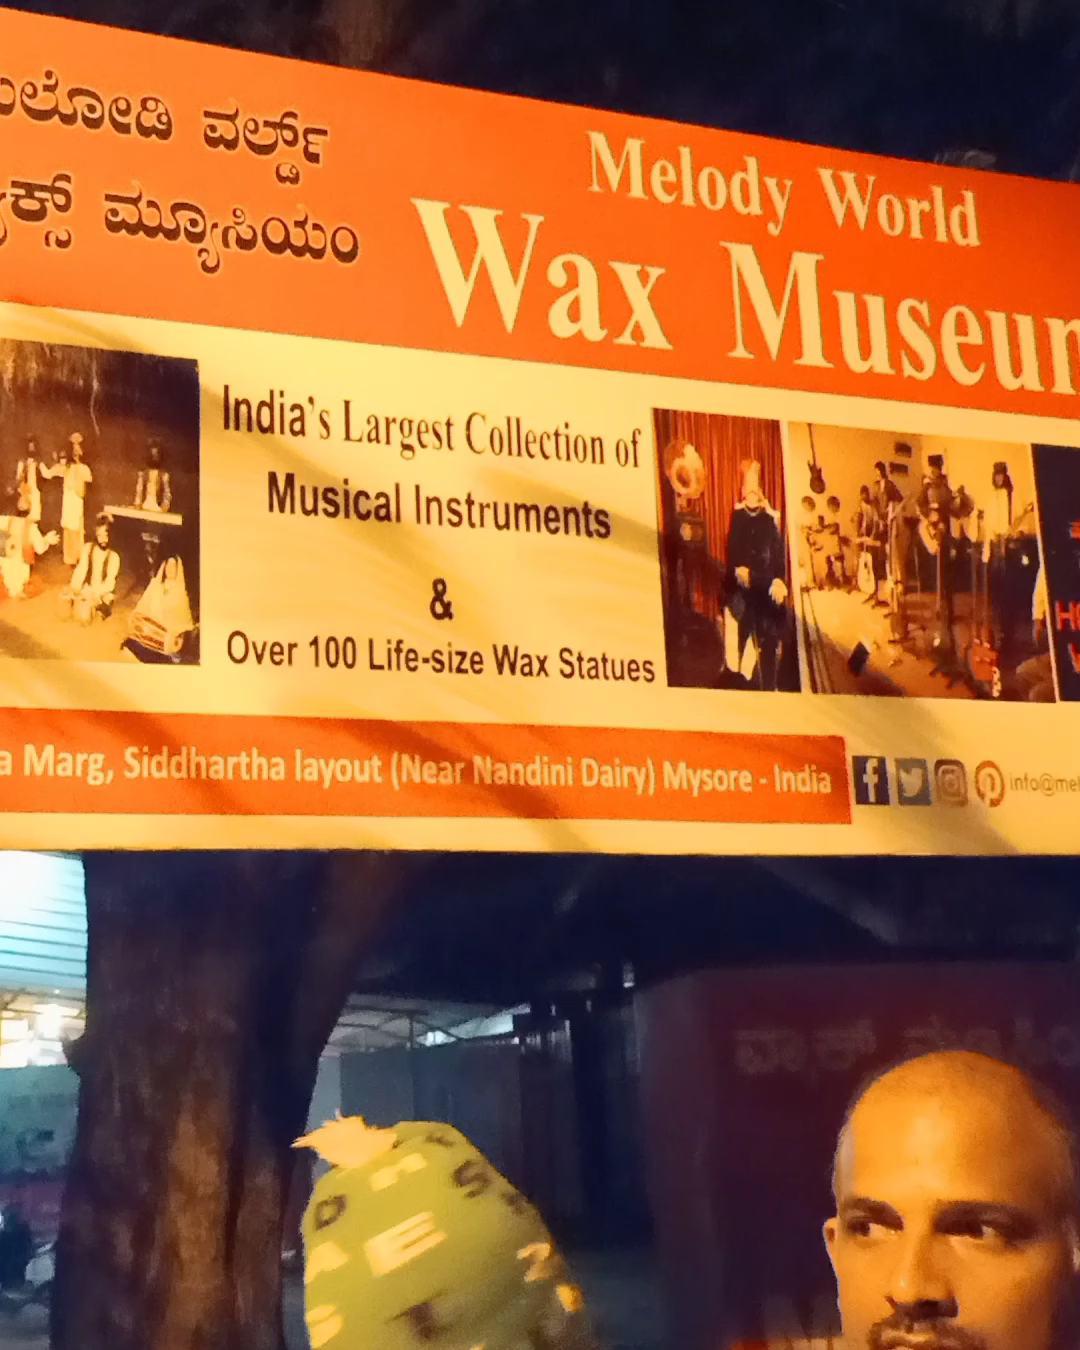 ಮೆಲೋಡಿ ವರ್ಲ್ಡ್
ವ್ಯಾಕ್ಸ್ ಮ್ಯೂಸಿಯಂ
Melody World
Wax Museum
India's Largest Collection of
Musical Instruments
&
Over 100 Life-size Wax Statues
a Marg, Siddhartha layout (Near Nandini Dairy) Mysore - India
info@mel